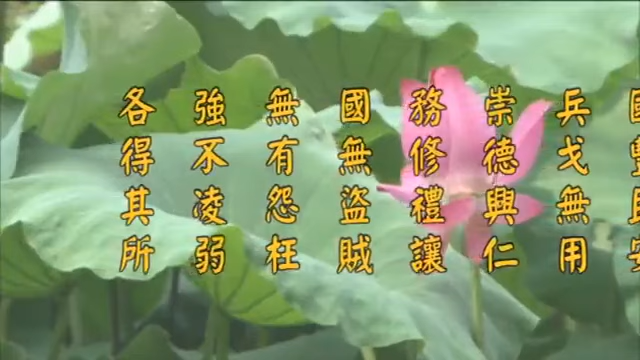 兵戈無用
崇德興仁
務修禮讓
國無盜賊
無有怨枉
強不凌弱
各得其所